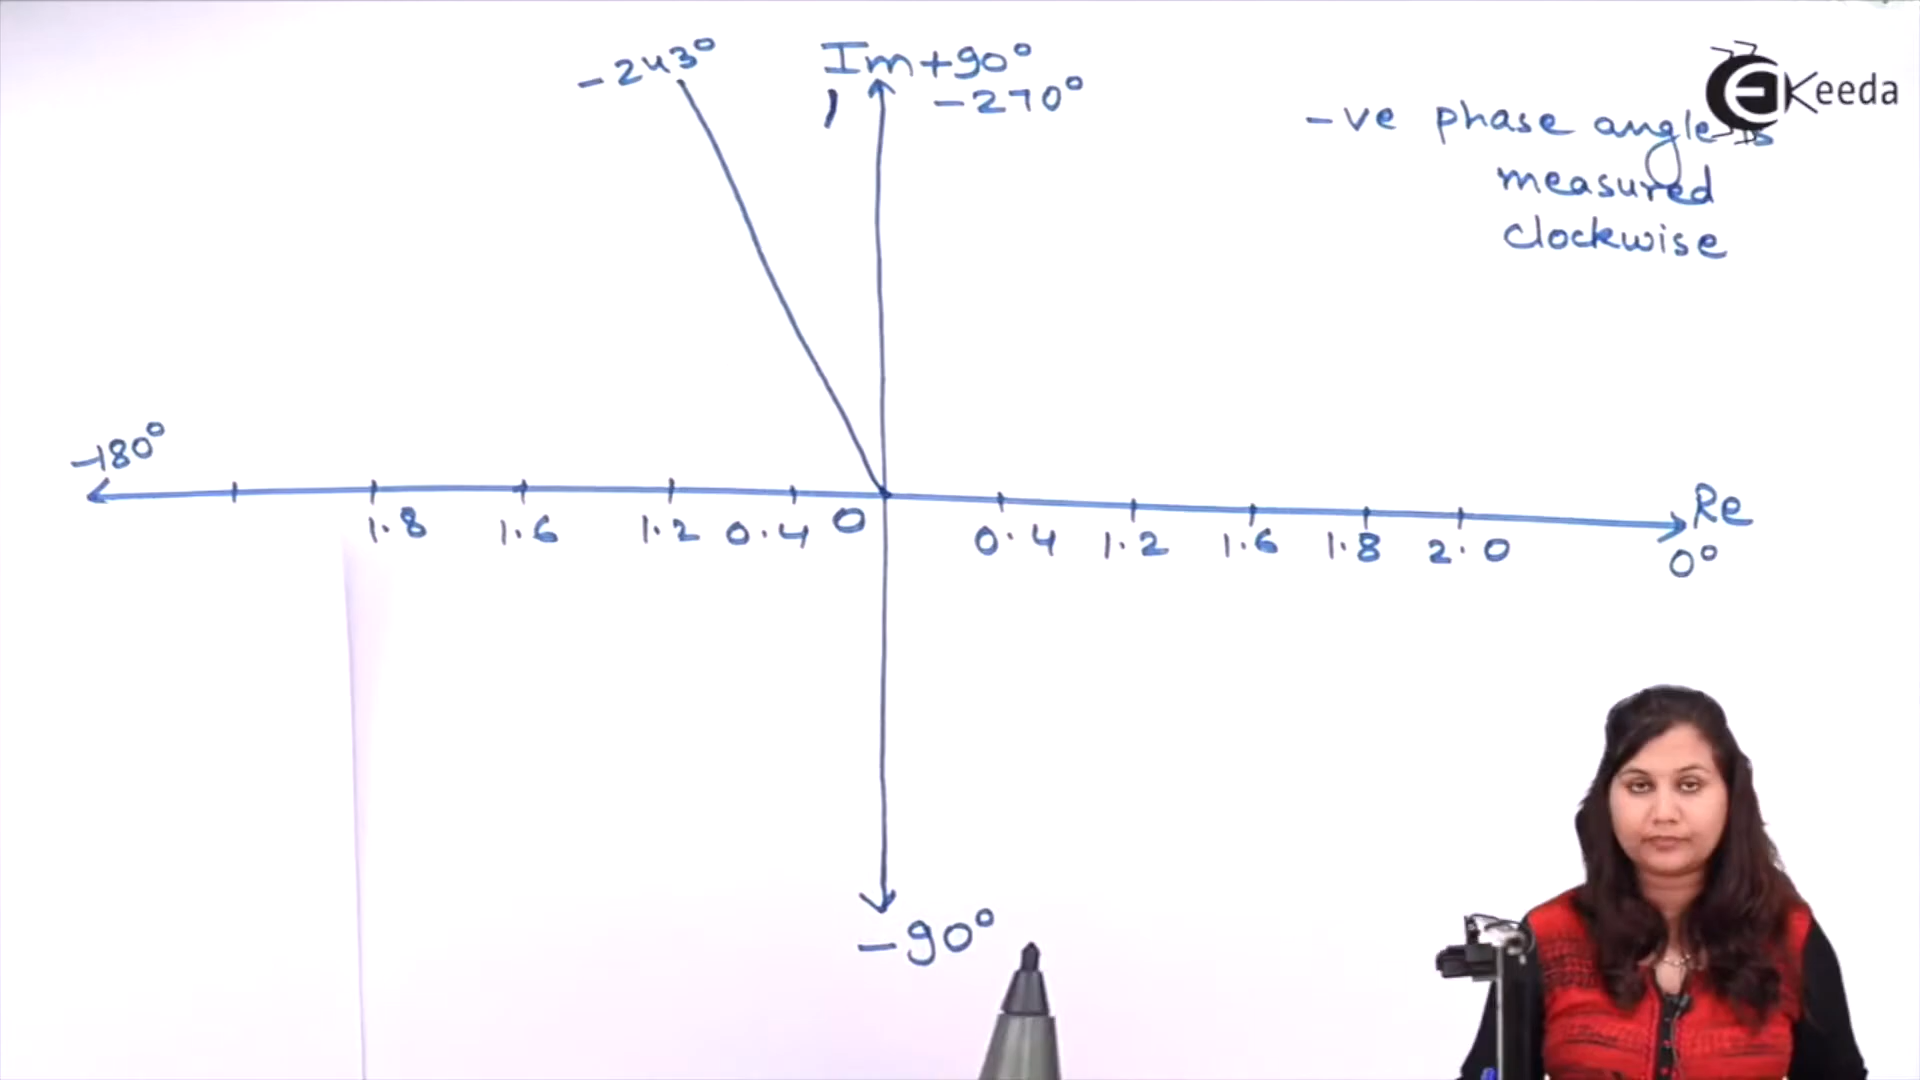 -243°
Im +90°
-270°
-ve phase angle is
measured
clockwise
EKeeda
-180°
1.8 1.6 1.2 0.4 0 0.4 1.2 1.6 1.8 2.0
Re
0°
-90°